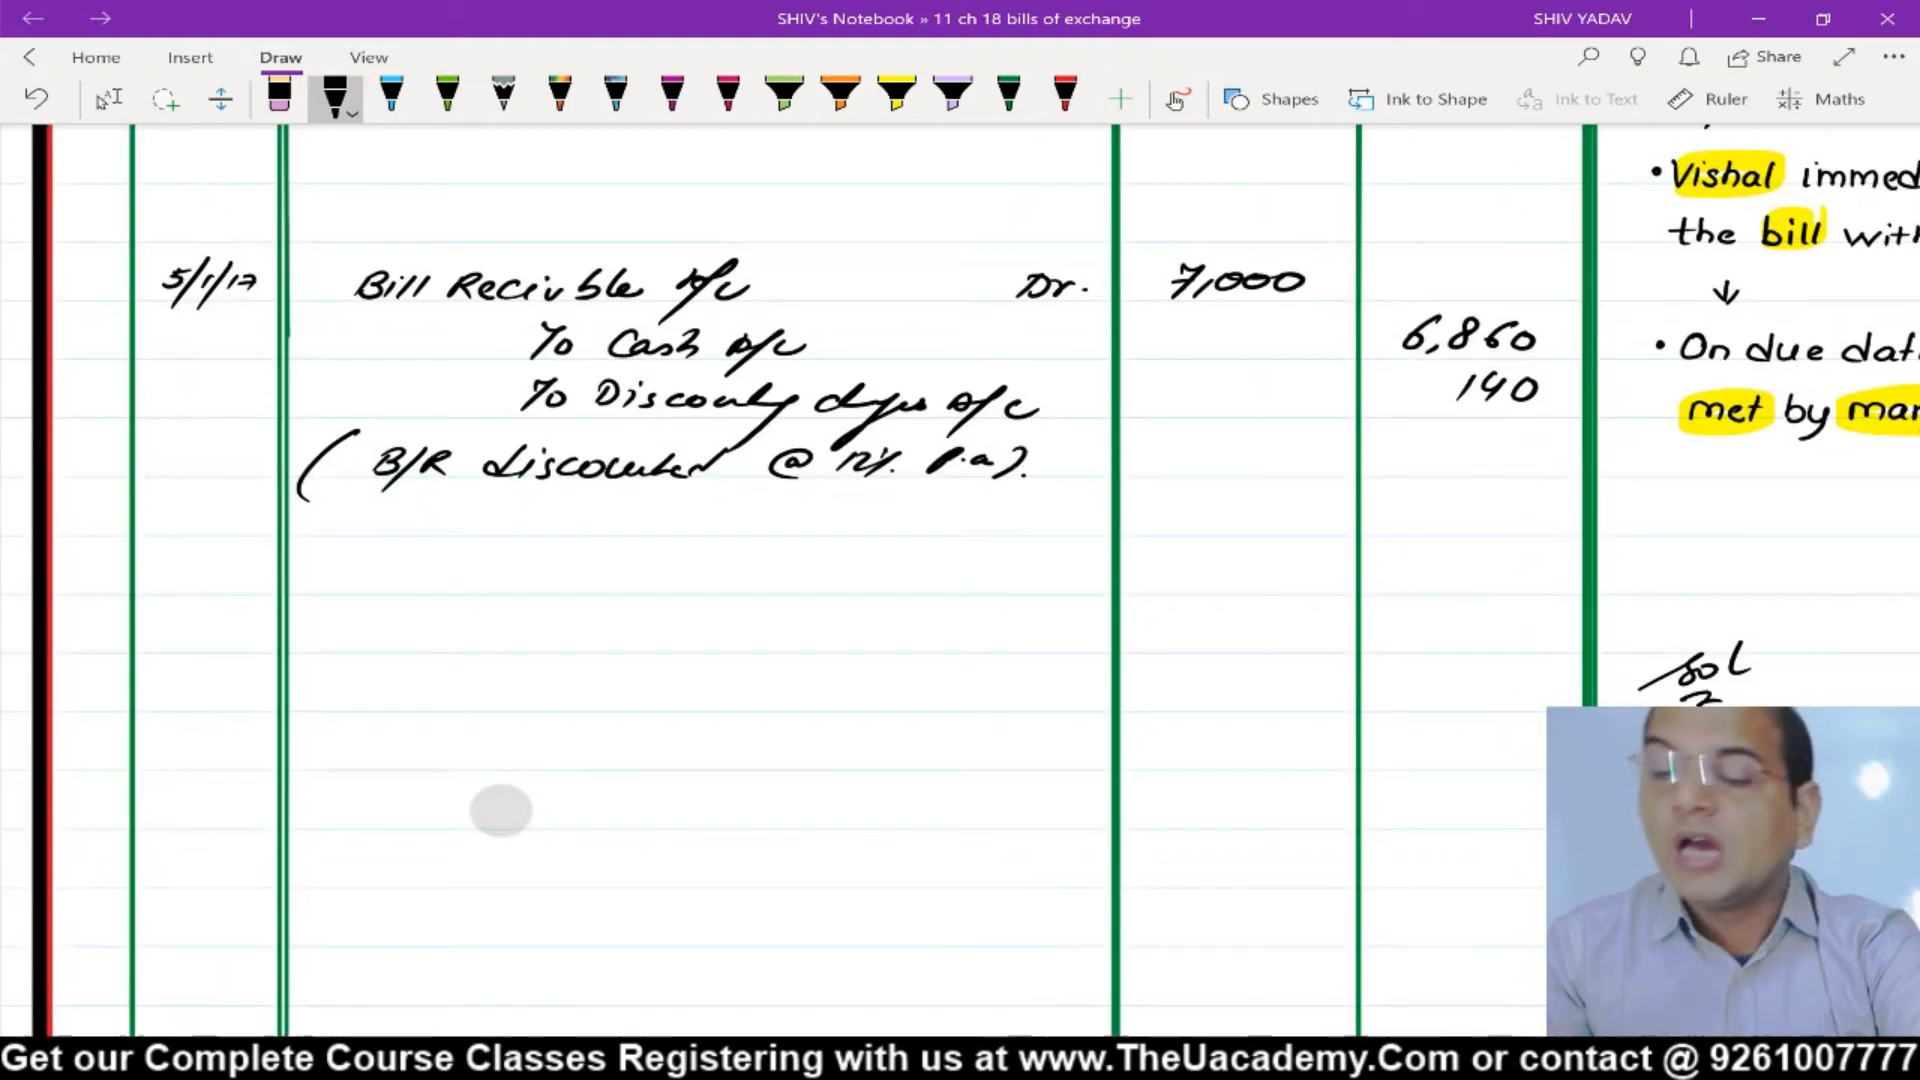 SHIV's Notebook » 11 ch 18 bills of exchange
SHIV YADAV
Home Insert Draw View
Share
Shapes
Ink to Shape
Ink to Text
Ruler
Maths
5/1/17 Bill Recivble A/c Dr. 7,000
To Cash A/c 6,860
To A/c 140
( B/R discounted @ 12% P.a).
• Vishal immed
the bill with
↓
• On due dat
met by mar
Sol
Get our Complete Course Classes Registering with us at www.TheUacademy.Com or contact @ 9261007777